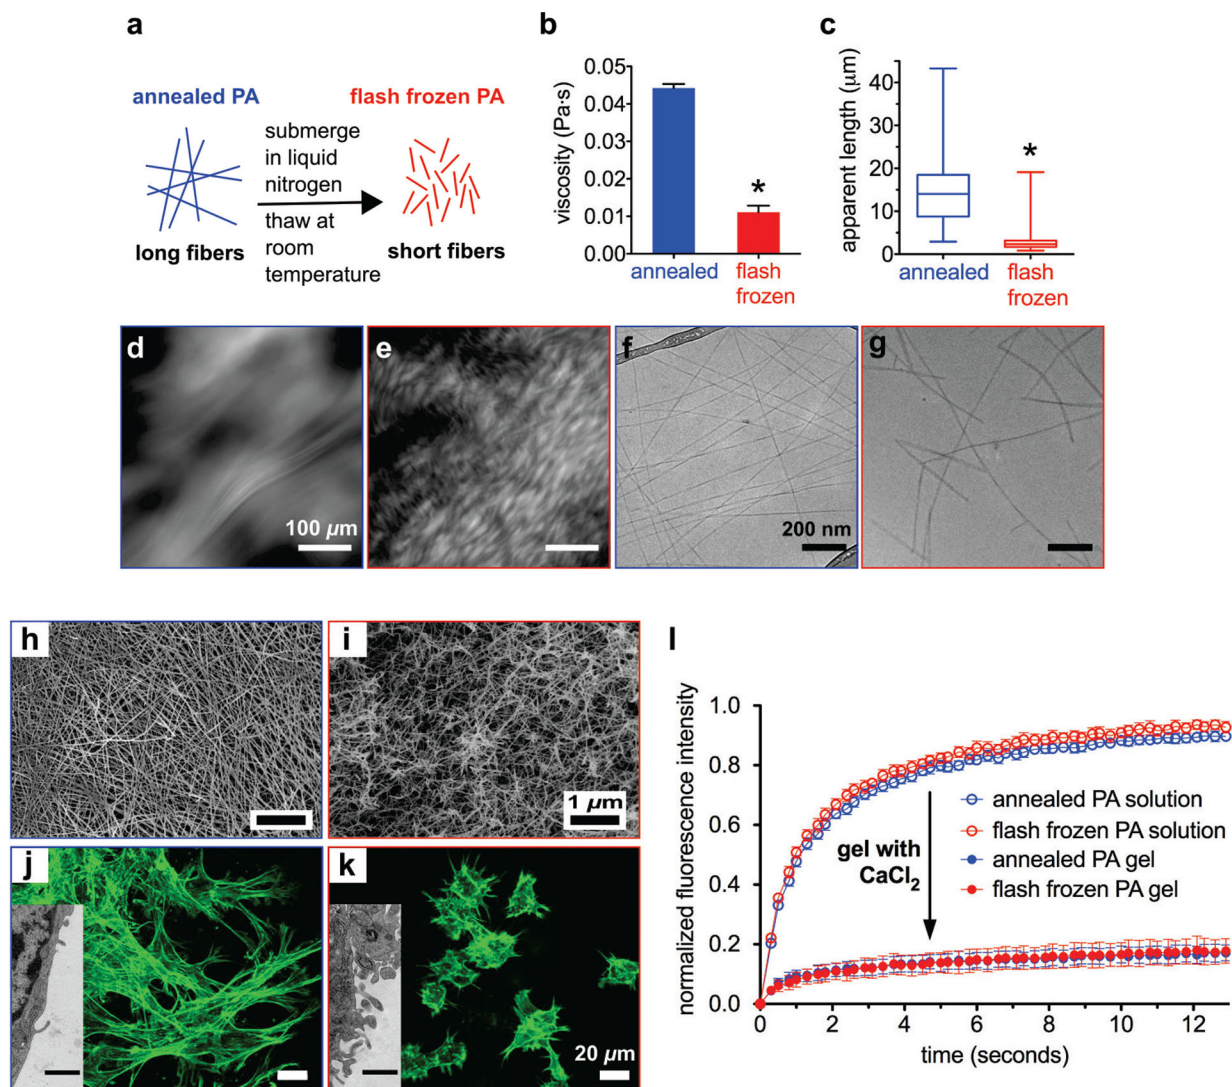 a
annealed PA
flash frozen PA
submerge
in liquid
nitrogen
thaw at
room
temperature
long fibers
short fibers
b
viscosity (Pa·s)
0.05
0.04
0.03
0.02
0.01
0.00
*
annealed
flash
frozen
c
apparent length (μm)
40
30
20
10
0
*
annealed
flash
frozen
d
100 μm
e
f
200 nm
g
h
i
1 μm
j
k
20 μm
l
normalized fluorescence intensity
1.0
0.8
0.6
0.4
0.2
0.0
annealed PA solution
flash frozen PA solution
annealed PA gel
flash frozen PA gel
gel with
CaCl₂
0
2
4
6
8
10
12
time (seconds)